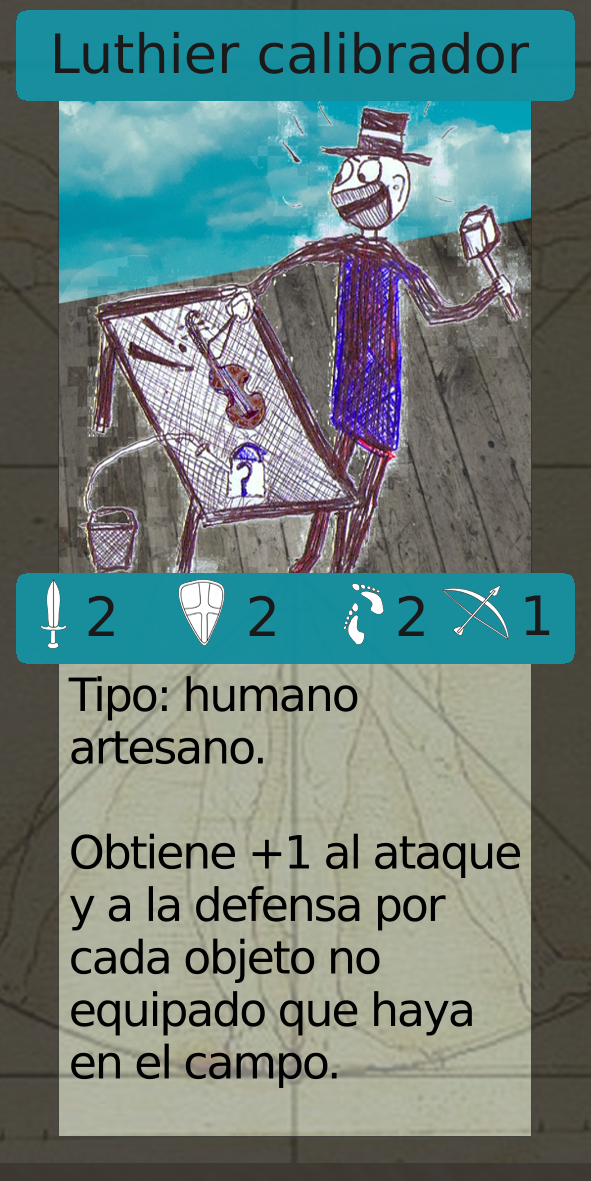 Luthier calibrador
?
2 2 2 1
Tipo: humano
artesano.
Obtiene +1 al ataque
y a la defensa por
cada objeto no
equipado que haya
en el campo.